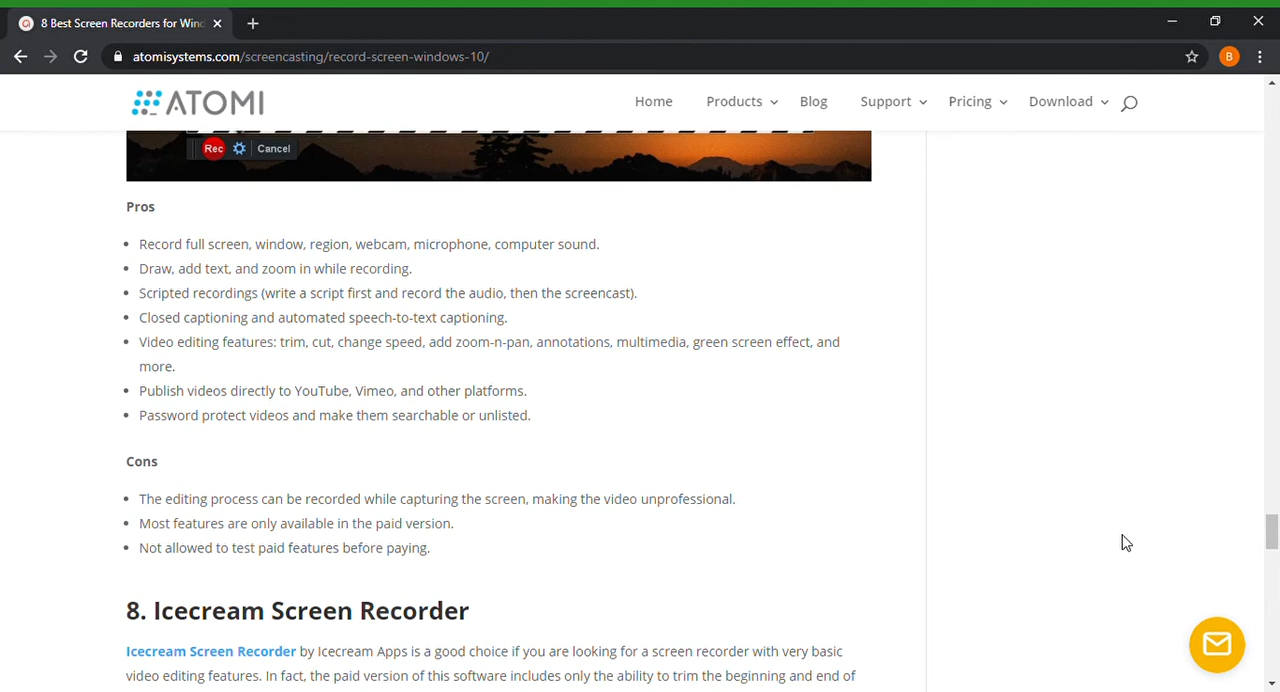 8 Best Screen Recorders for Wind
atomisystems.com/screencasting/record-screen-windows-10/
B
ATOMI
Home Products Blog Support Pricing Download
Rec Cancel
Pros
• Record full screen, window, region, webcam, microphone, computer sound.
• Draw, add text, and zoom in while recording.
• Scripted recordings (write a script first and record the audio, then the screencast).
• Closed captioning and automated speech-to-text captioning.
• Video editing features: trim, cut, change speed, add zoom-n-pan, annotations, multimedia, green screen effect, and
more.
• Publish videos directly to YouTube, Vimeo, and other platforms.
• Password protect videos and make them searchable or unlisted.
Cons
• The editing process can be recorded while capturing the screen, making the video unprofessional.
• Most features are only available in the paid version.
• Not allowed to test paid features before paying.
8. Icecream Screen Recorder
Icecream Screen Recorder by Icecream Apps is a good choice if you are looking for a screen recorder with very basic
video editing features. In fact, the paid version of this software includes only the ability to trim the beginning and end of